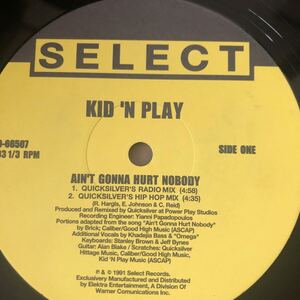 SELECT
KID 'N PLAY
0-66507
33 1/3 RPM
SIDE ONE
AIN'T GONNA HURT NOBODY
1. QUICKSILVER'S RADIO MIX (4:58)
2. QUICKSILVER'S HIP HOP MIX (4:35)
(R. Hargis, E. Johnson & C. Reid)
Produced and Remixed by Quicksilver at Power Play Studios
Recording Engineer: Yianni Papadopoulos
Portions adapted from the song "Ain't Gonna Hurt Nobody"
by Brick; Caliber/Good High Music (ASCAP)
Additional Vocals by Khadejia Bass & "Omega"
Keyboards: Stanley Brown & Jeff Bynes
Guitar: Alan Blake / Scratches: Quicksilver
Hittage Music, Caliber/Good High Music,
Kid 'N Play Music (ASCAP)
℗ & © 1991 Select Records.
Exclusively Manufactured and Distributed by
Elektra Entertainment, A Division of
Warner Comunications Inc.